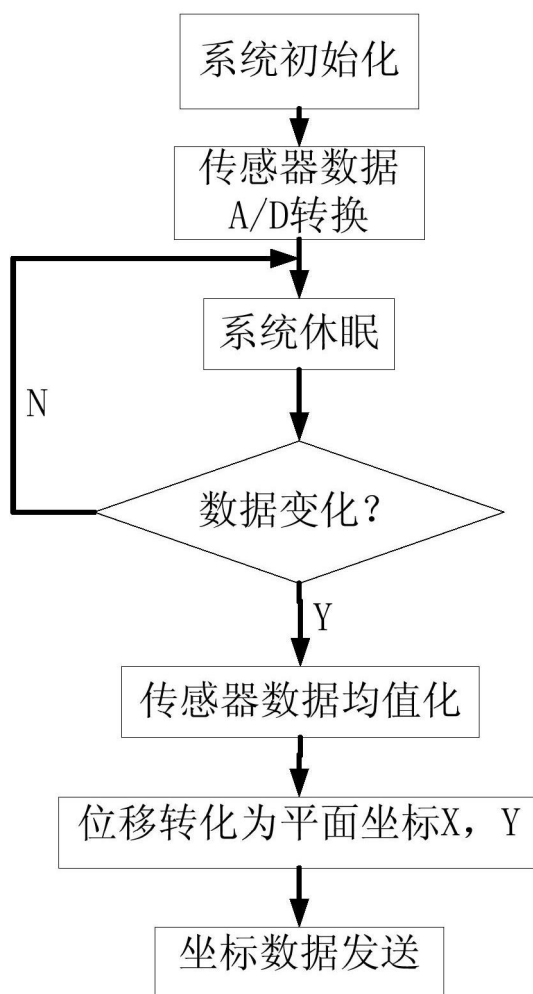 系统初始化
传感器数据
A/D转换
系统休眠
N
数据变化?
Y
传感器数据均值化
位移转化为平面坐标X，Y
坐标数据发送